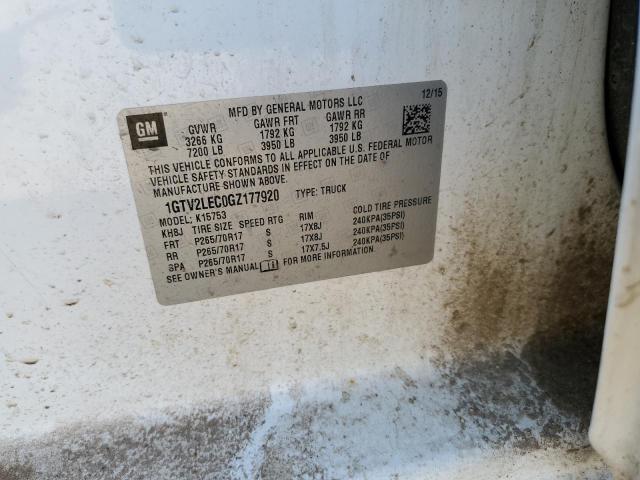 MFD BY GENERAL MOTORS LLC 12/15
GM
GVWR GAWR FRT GAWR RR
3266 KG 1792 KG 1792 KG
7200 LB 3950 LB 3950 LB
THIS VEHICLE CONFORMS TO ALL APPLICABLE U.S. FEDERAL MOTOR
VEHICLE SAFETY STANDARDS IN EFFECT ON THE DATE OF
MANUFACTURE SHOWN ABOVE.
1GTV2LEC0GZ177920 TYPE: TRUCK
MODEL: K15753
KH8J TIRE SIZE SPEED RTG RIM COLD TIRE PRESSURE
FRT P265/70R17 S 17X8J 240KPA(35PSI)
RR P265/70R17 S 17X8J 240KPA(35PSI)
SPA P265/70R17 S 17X7.5J 240KPA(35PSI)
SEE OWNER'S MANUAL FOR MORE INFORMATION.